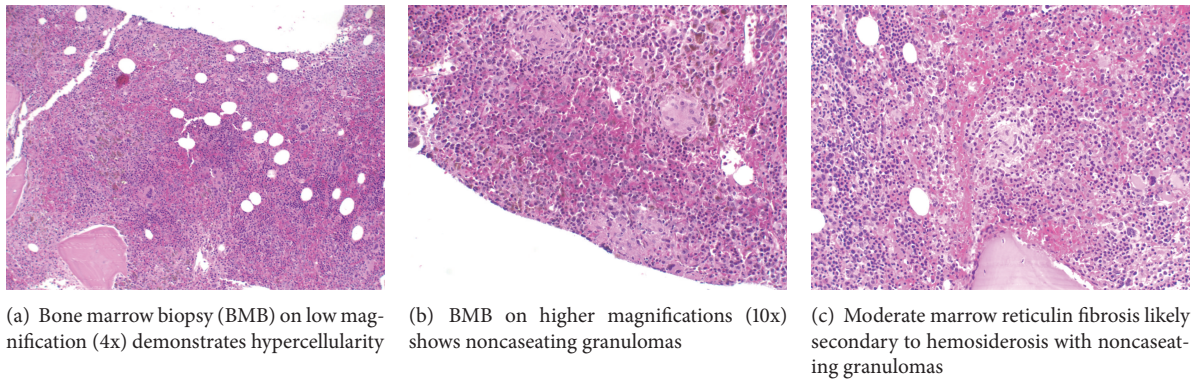 (a) Bone marrow biopsy (BMB) on low mag-
nification (4x) demonstrates hypercellularity
(b) BMB on higher magnifications (10x)
shows noncaseating granulomas
(c) Moderate marrow reticulin fibrosis likely
secondary to hemosiderosis with noncaseat-
ing granulomas